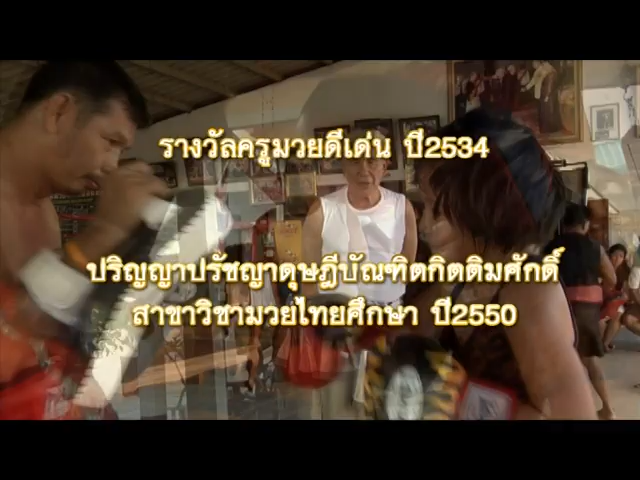 รางวัลครูมวยดีเด่น ปี2534
ปริญญาปรัชญาดุษฎีบัณฑิตกิตติมศักดิ์
สาขาวิชามวยไทยศึกษา ปี2550